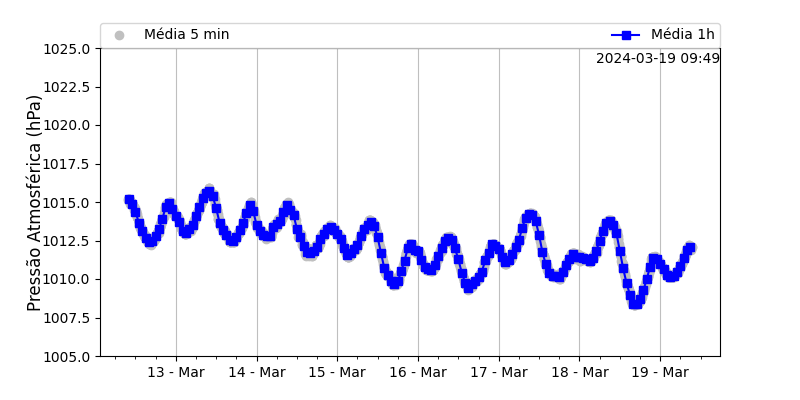 Média 5 min
Média 1h
2024-03-19 09:49
Pressão Atmosférica (hPa)
1025.0
1022.5
1020.0
1017.5
1015.0
1012.5
1010.0
1007.5
1005.0
13 - Mar
14 - Mar
15 - Mar
16 - Mar
17 - Mar
18 - Mar
19 - Mar